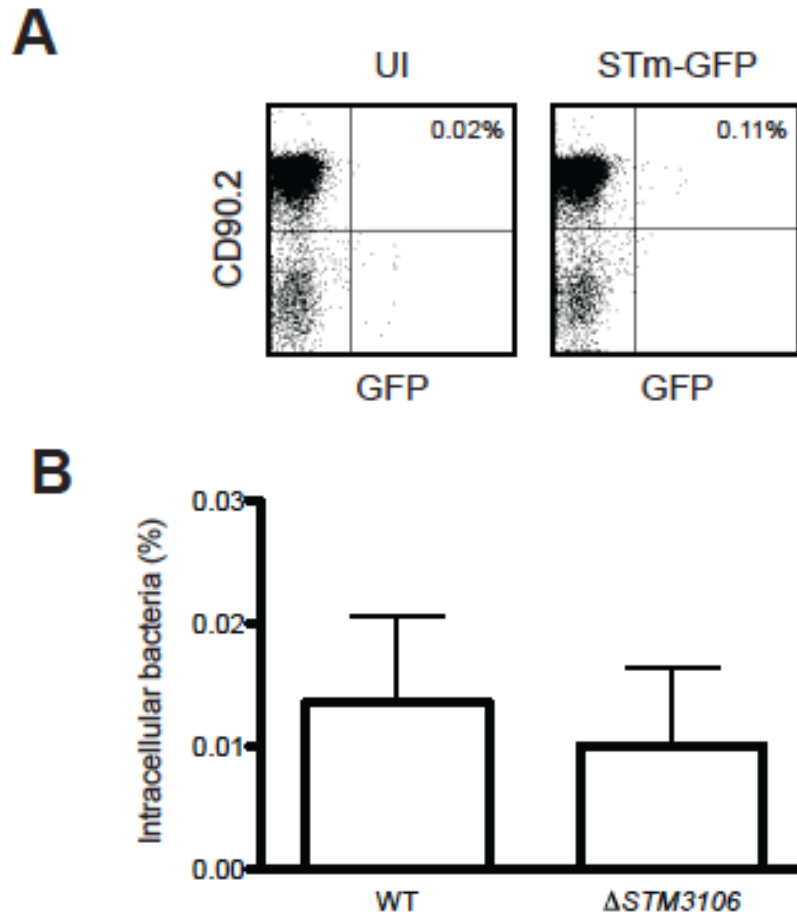 A
UI
STm-GFP
0.02%
0.11%
CD90.2
GFP
GFP
B
Intracellular bacteria (%)
0.03
0.02
0.01
0.00
WT
ΔSTM3106